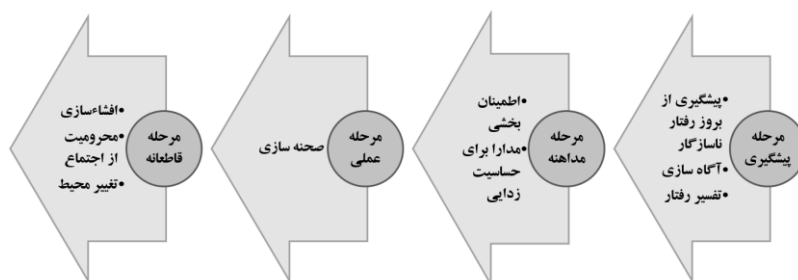 مرحله
پیشگیری
•پیشگیری از
بروز رفتار
ناسازگار
•آگاه سازی
•تفسیر رفتار
مرحله
مداهنه
•اطمینان
بخشی
•مدارا برای
حساسیت
زدایی
مرحله
عملی
صحنه سازی
مرحله
قاطعانه
•افشاءسازی
•محرومیت
از اجتماع
•تغییر محیط